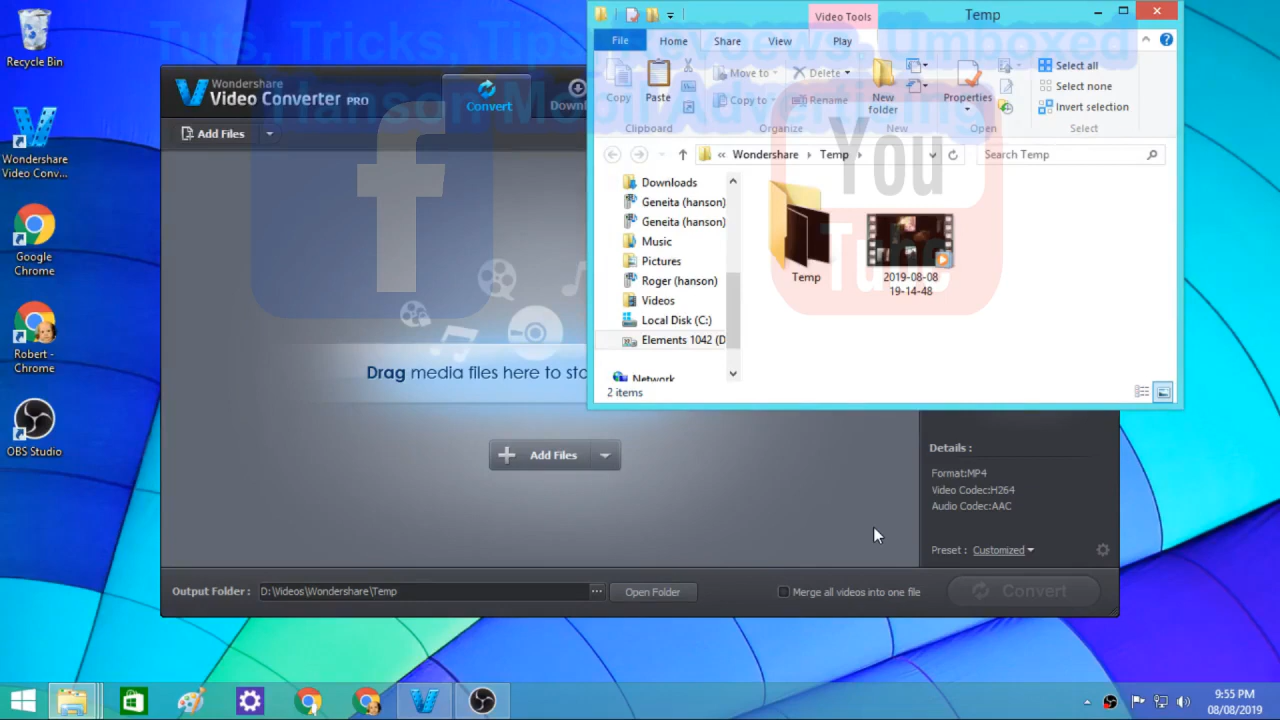 Recycle Bin
Wondershare
Video Conv...
Google
Chrome
Robert -
Chrome
OBS Studio
Wondershare
Video Converter PRO
Convert
Add Files
Drag media files here to
Add Files
Details :
Format:MP4
Video Codec:H264
Audio Codec:AAC
Preset : Customized
Output Folder : D:\Videos\Wondershare\Temp
...
Open Folder
Merge all videos into one file
Convert
Video Tools
Temp
File
Home
Share
View
Play
Copy
Paste
Move to
Copy to
Delete
Rename
New
folder
Properties
Select all
Select none
Invert selection
Clipboard
Organize
New
Open
Select
« Wondershare Temp
Search Temp
Downloads
Geneita (hanson)
Geneita (hanson)
Music
Pictures
Roger (hanson)
Videos
Local Disk (C:)
Elements 1042 (D
Network
Temp
2019-08-08
19-14-48
2 items
Tuts, Tricks, Tips
f
You
Tube
9:55 PM
08/08/2019